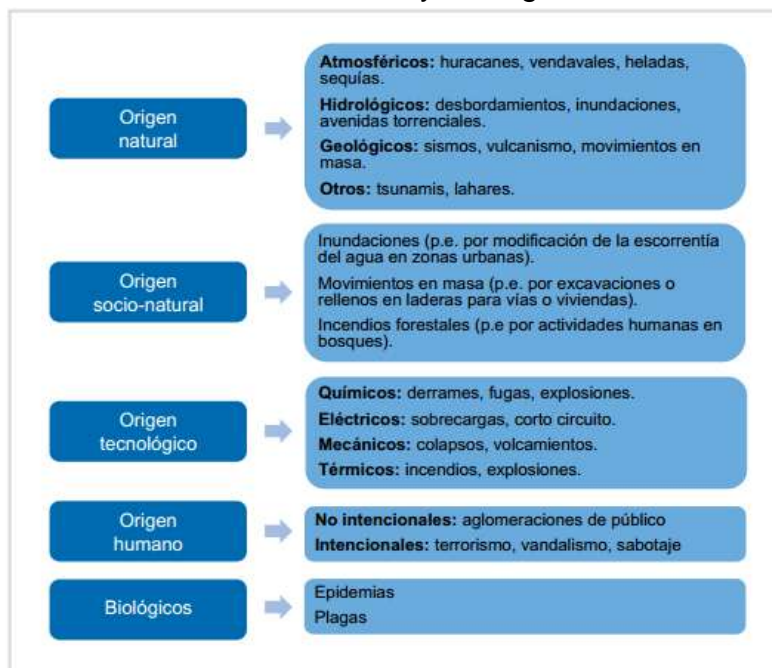 Origen
natural
Atmosféricos: huracanes, vendavales, heladas,
sequías.
Hidrológicos: desbordamientos, inundaciones,
avenidas torrenciales.
Geológicos: sismos, vulcanismo, movimientos en
masa.
Otros: tsunamis, lahares.
Origen
socio-natural
Inundaciones (p.e. por modificación de la escorrentía
del agua en zonas urbanas).
Movimientos en masa (p.e. por excavaciones o
rellenos en laderas para vías o viviendas).
Incendios forestales (p.e por actividades humanas en
bosques).
Origen
tecnológico
Químicos: derrames, fugas, explosiones.
Eléctricos: sobrecargas, corto circuito.
Mecánicos: colapsos, volcamientos.
Térmicos: incendios, explosiones.
Origen
humano
No intencionales: aglomeraciones de público
Intencionales: terrorismo, vandalismo, sabotaje
Biológicos
Epidemias
Plagas